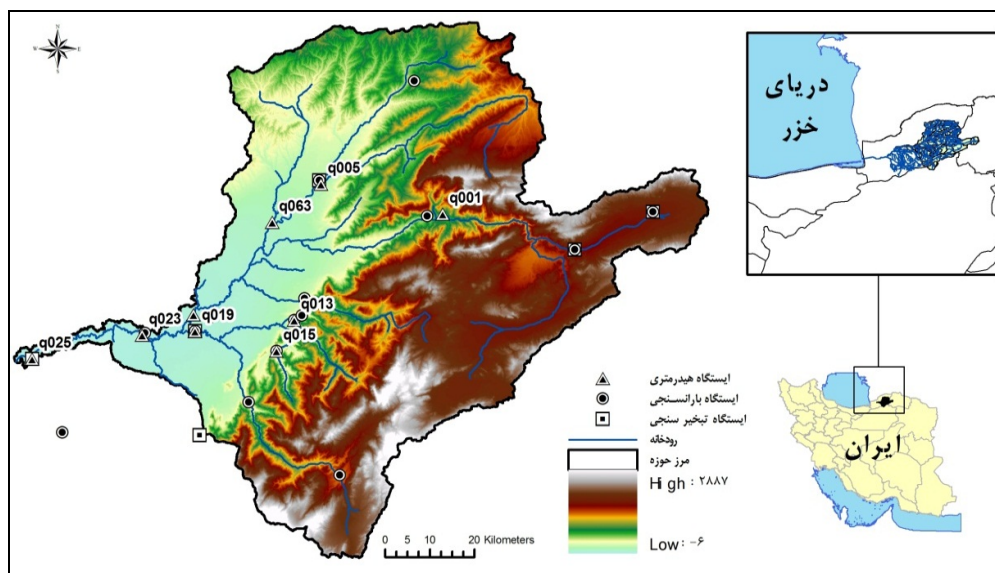 N
W
E
S
دریای
خزر
q005
q001
q063
q013
q019
q023
q015
q025
ایستگاه هیدرمتری
ایستگاه بارانسنجی
ایستگاه تبخیر سنجی
رودخانه
مرز حوزه
High : ۲۸۸۷
Low : -۶
0 5 10 20 Kilometers
ایران